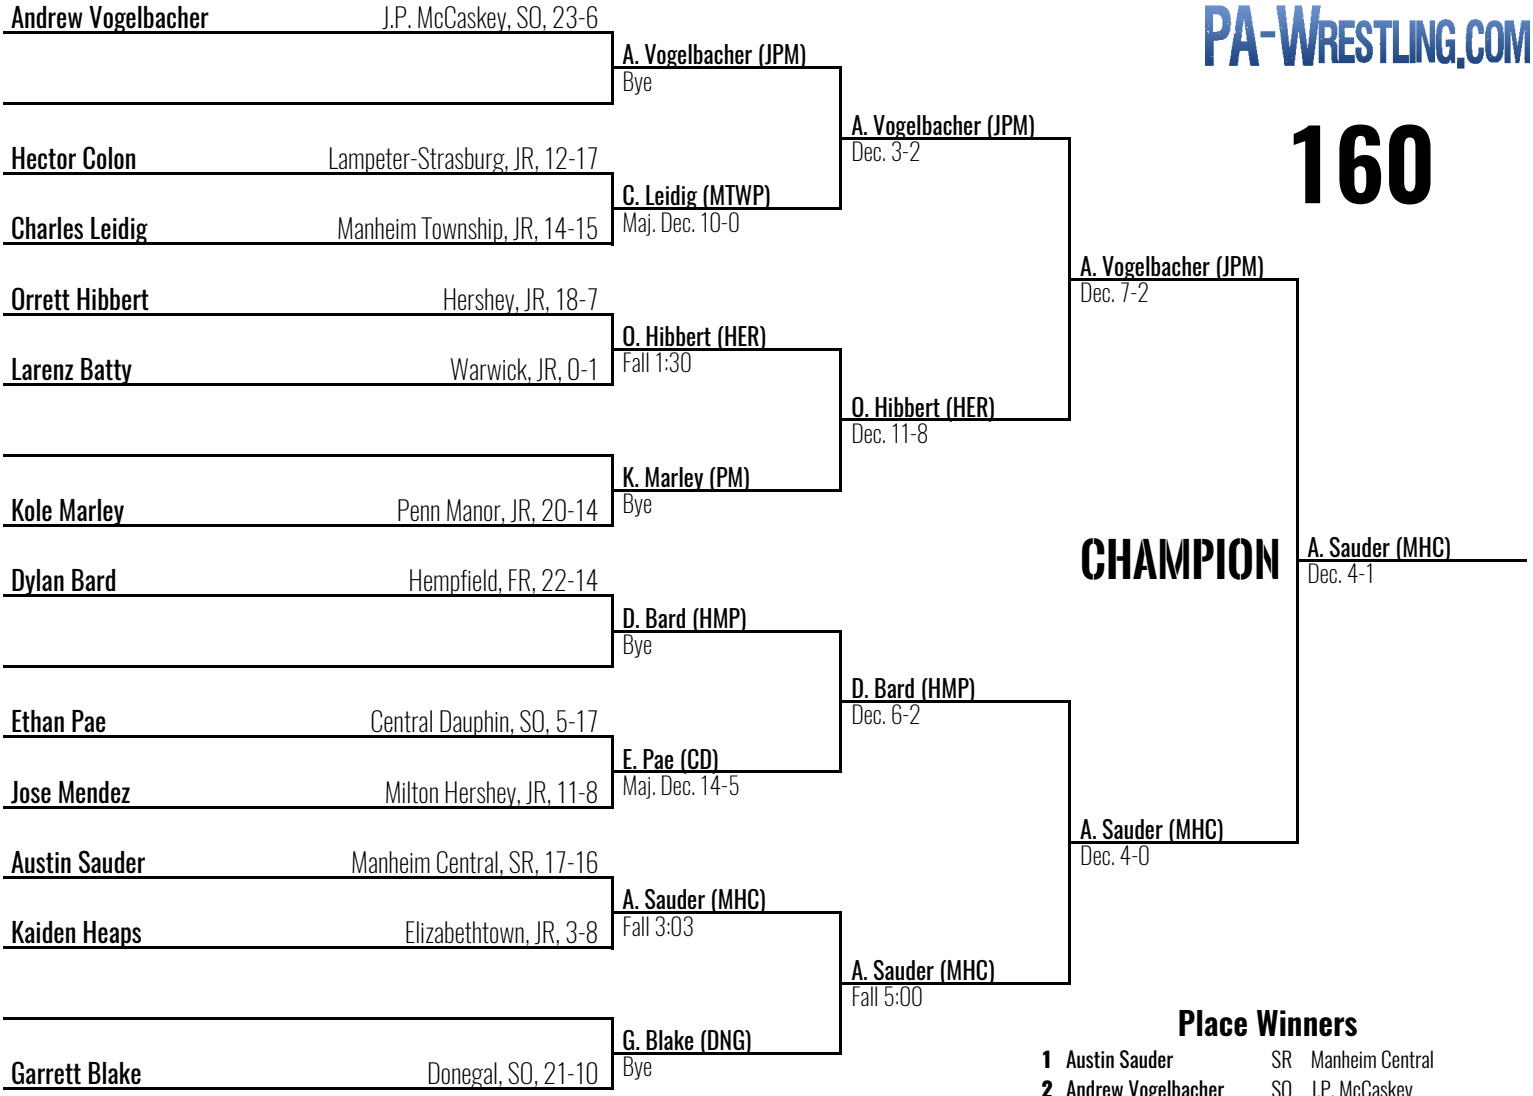 Andrew Vogelbacher J.P. McCaskey, SO, 23-6
A. Vogelbacher (JPM)
Bye
PA-WRESTLING.COM
160
A. Vogelbacher (JPM)
Dec. 3-2
Hector Colon Lampeter-Strasburg, JR, 12-17
C. Leidig (MTWP)
Maj. Dec. 10-0
Charles Leidig Manheim Township, JR, 14-15
A. Vogelbacher (JPM)
Dec. 7-2
Orrett Hibbert Hershey, JR, 18-7
O. Hibbert (HER)
Fall 1:30
Larenz Batty Warwick, JR, 0-1
O. Hibbert (HER)
Dec. 11-8
K. Marley (PM)
Bye
Kole Marley Penn Manor, JR, 20-14
CHAMPION
A. Sauder (MHC)
Dec. 4-1
Dylan Bard Hempfield, FR, 22-14
D. Bard (HMP)
Bye
D. Bard (HMP)
Dec. 6-2
Ethan Pae Central Dauphin, SO, 5-17
E. Pae (CD)
Maj. Dec. 14-5
Jose Mendez Milton Hershey, JR, 11-8
A. Sauder (MHC)
Dec. 4-0
Austin Sauder Manheim Central, SR, 17-16
A. Sauder (MHC)
Fall 3:03
Kaiden Heaps Elizabethtown, JR, 3-8
A. Sauder (MHC)
Fall 5:00
G. Blake (DNG)
Bye
Garrett Blake Donegal, SO, 21-10
Place Winners
1 Austin Sauder SR Manheim Central
2 Andrew Vogelbacher SO J.P. McCaskey